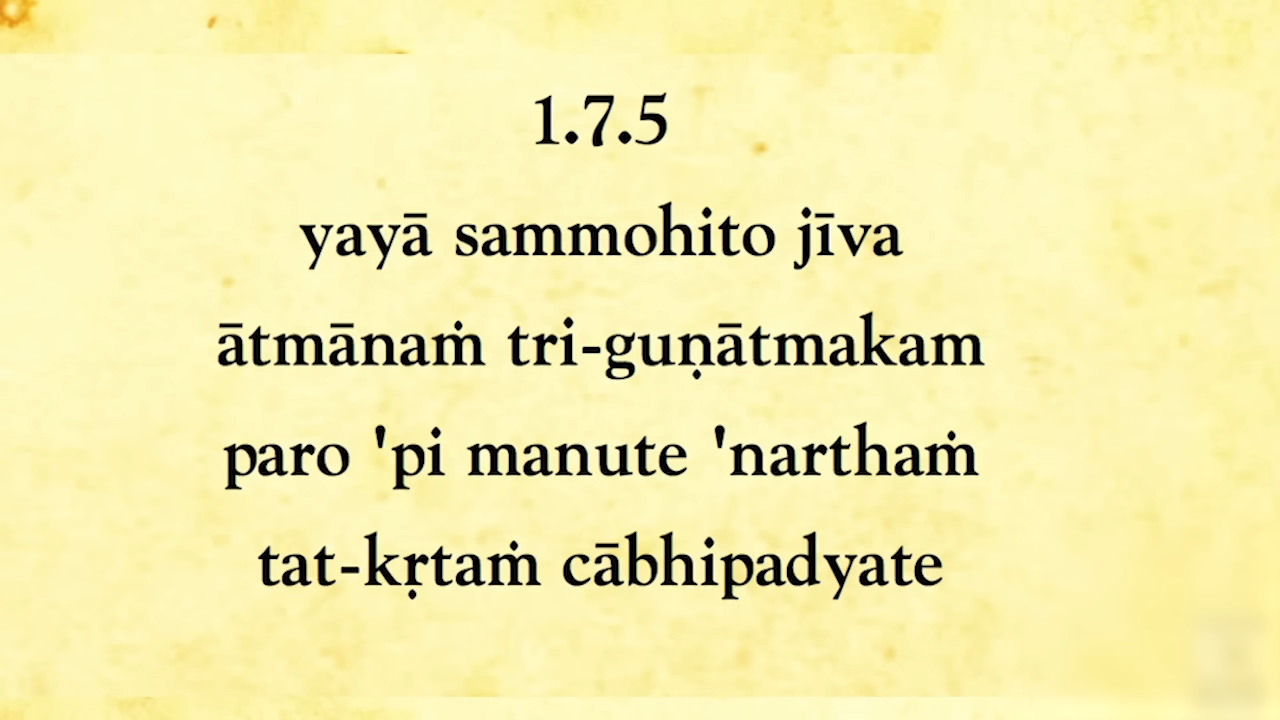 1.7.5
yayā sammohito jīva
ātmānaṁ tri-guṇātmakam
paro 'pi manute 'narthaṁ
tat-kṛtaṁ cābhipadyate